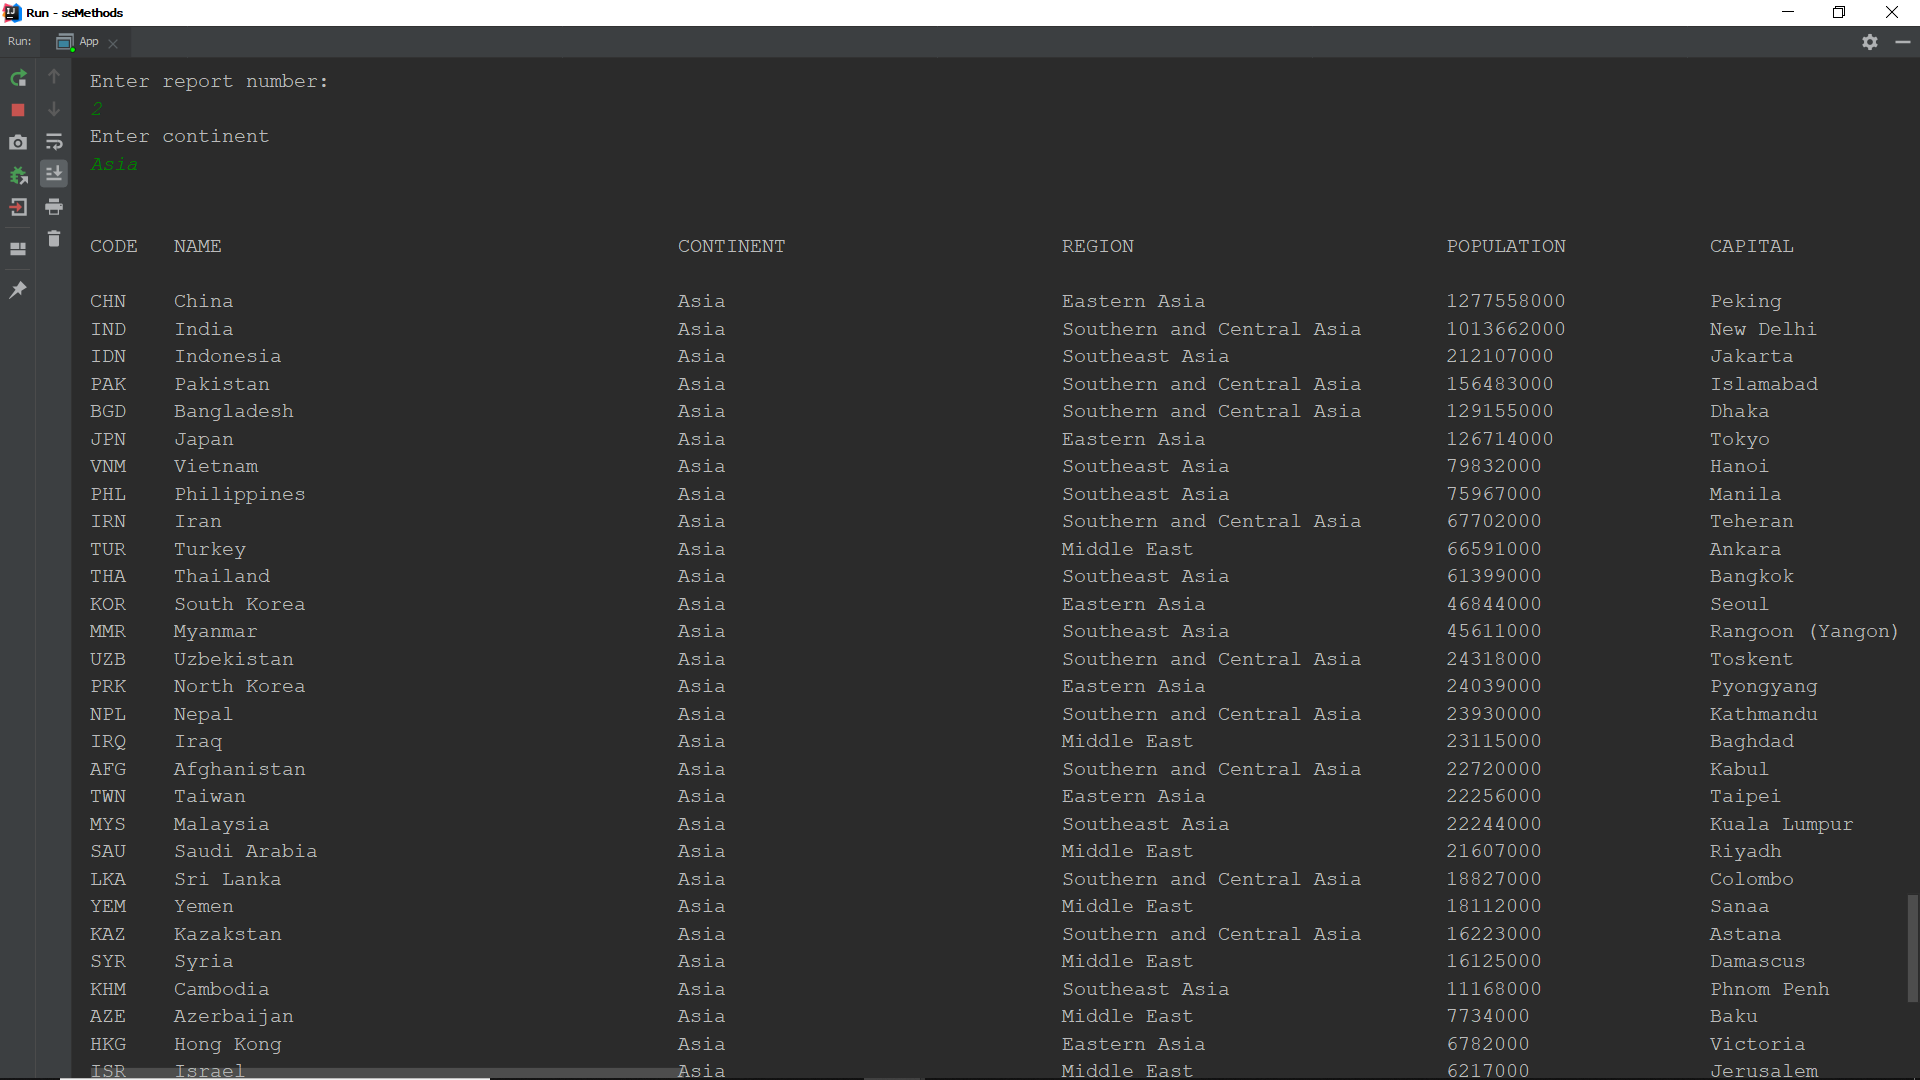 Run - seMethods
Run: App
Enter report number:
2
Enter continent
Asia
CODE NAME CONTINENT REGION POPULATION CAPITAL
CHN China Asia Eastern Asia 1277558000 Peking
IND India Asia Southern and Central Asia 1013662000 New Delhi
IDN Indonesia Asia Southeast Asia 212107000 Jakarta
PAK Pakistan Asia Southern and Central Asia 156483000 Islamabad
BGD Bangladesh Asia Southern and Central Asia 129155000 Dhaka
JPN Japan Asia Eastern Asia 126714000 Tokyo
VNM Vietnam Asia Southeast Asia 79832000 Hanoi
PHL Philippines Asia Southeast Asia 75967000 Manila
IRN Iran Asia Southern and Central Asia 67702000 Teheran
TUR Turkey Asia Middle East 66591000 Ankara
THA Thailand Asia Southeast Asia 61399000 Bangkok
KOR South Korea Asia Eastern Asia 46844000 Seoul
MMR Myanmar Asia Southeast Asia 45611000 Rangoon (Yangon)
UZB Uzbekistan Asia Southern and Central Asia 24318000 Toskent
PRK North Korea Asia Eastern Asia 24039000 Pyongyang
NPL Nepal Asia Southern and Central Asia 23930000 Kathmandu
IRQ Iraq Asia Middle East 23115000 Baghdad
AFG Afghanistan Asia Southern and Central Asia 22720000 Kabul
TWN Taiwan Asia Eastern Asia 22256000 Taipei
MYS Malaysia Asia Southeast Asia 22244000 Kuala Lumpur
SAU Saudi Arabia Asia Middle East 21607000 Riyadh
LKA Sri Lanka Asia Southern and Central Asia 18827000 Colombo
YEM Yemen Asia Middle East 18112000 Sanaa
KAZ Kazakstan Asia Southern and Central Asia 16223000 Astana
SYR Syria Asia Middle East 16125000 Damascus
KHM Cambodia Asia Southeast Asia 11168000 Phnom Penh
AZE Azerbaijan Asia Middle East 7734000 Baku
HKG Hong Kong Asia Eastern Asia 6782000 Victoria
ISR Israel Asia Middle East 6217000 Jerusalem